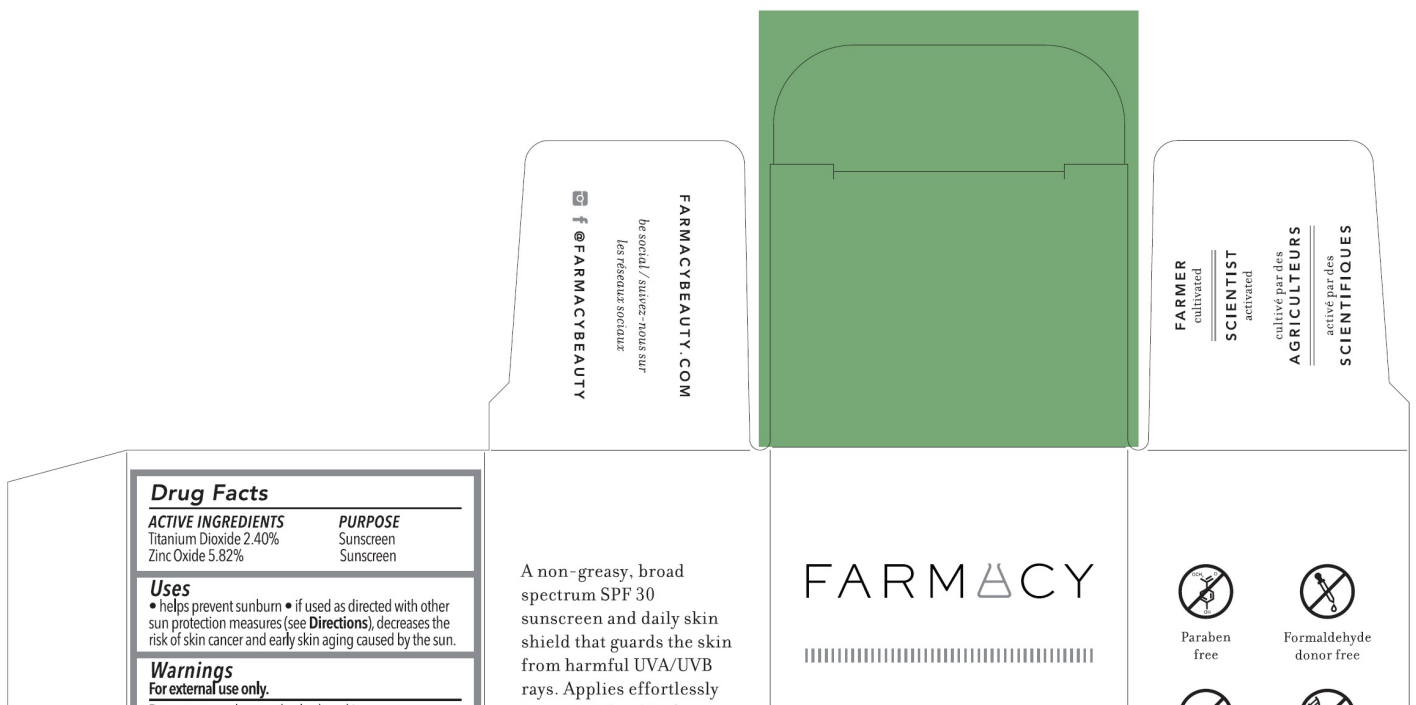 FARMACYBEAUTY.COM
be social / suivez-nous sur
les réseaux sociaux
@FARMACYBEAUTY
FARMER
cultivated
SCIENTIST
activated
cultivé par des
AGRICULTEURS
activé par des
SCIENTIFIQUES
Drug Facts
ACTIVE INGREDIENTS PURPOSE
Titanium Dioxide 2.40% Sunscreen
Zinc Oxide 5.82% Sunscreen
Uses
• helps prevent sunburn • if used as directed with other
sun protection measures (see Directions), decreases the
risk of skin cancer and early skin aging caused by the sun.
Warnings
For external use only.
A non-greasy, broad
spectrum SPF 30
sunscreen and daily skin
shield that guards the skin
from harmful UVA/UVB
rays. Applies effortlessly
FARMACY
OCH₃ O
OH
Paraben
free
Formaldehyde
donor free